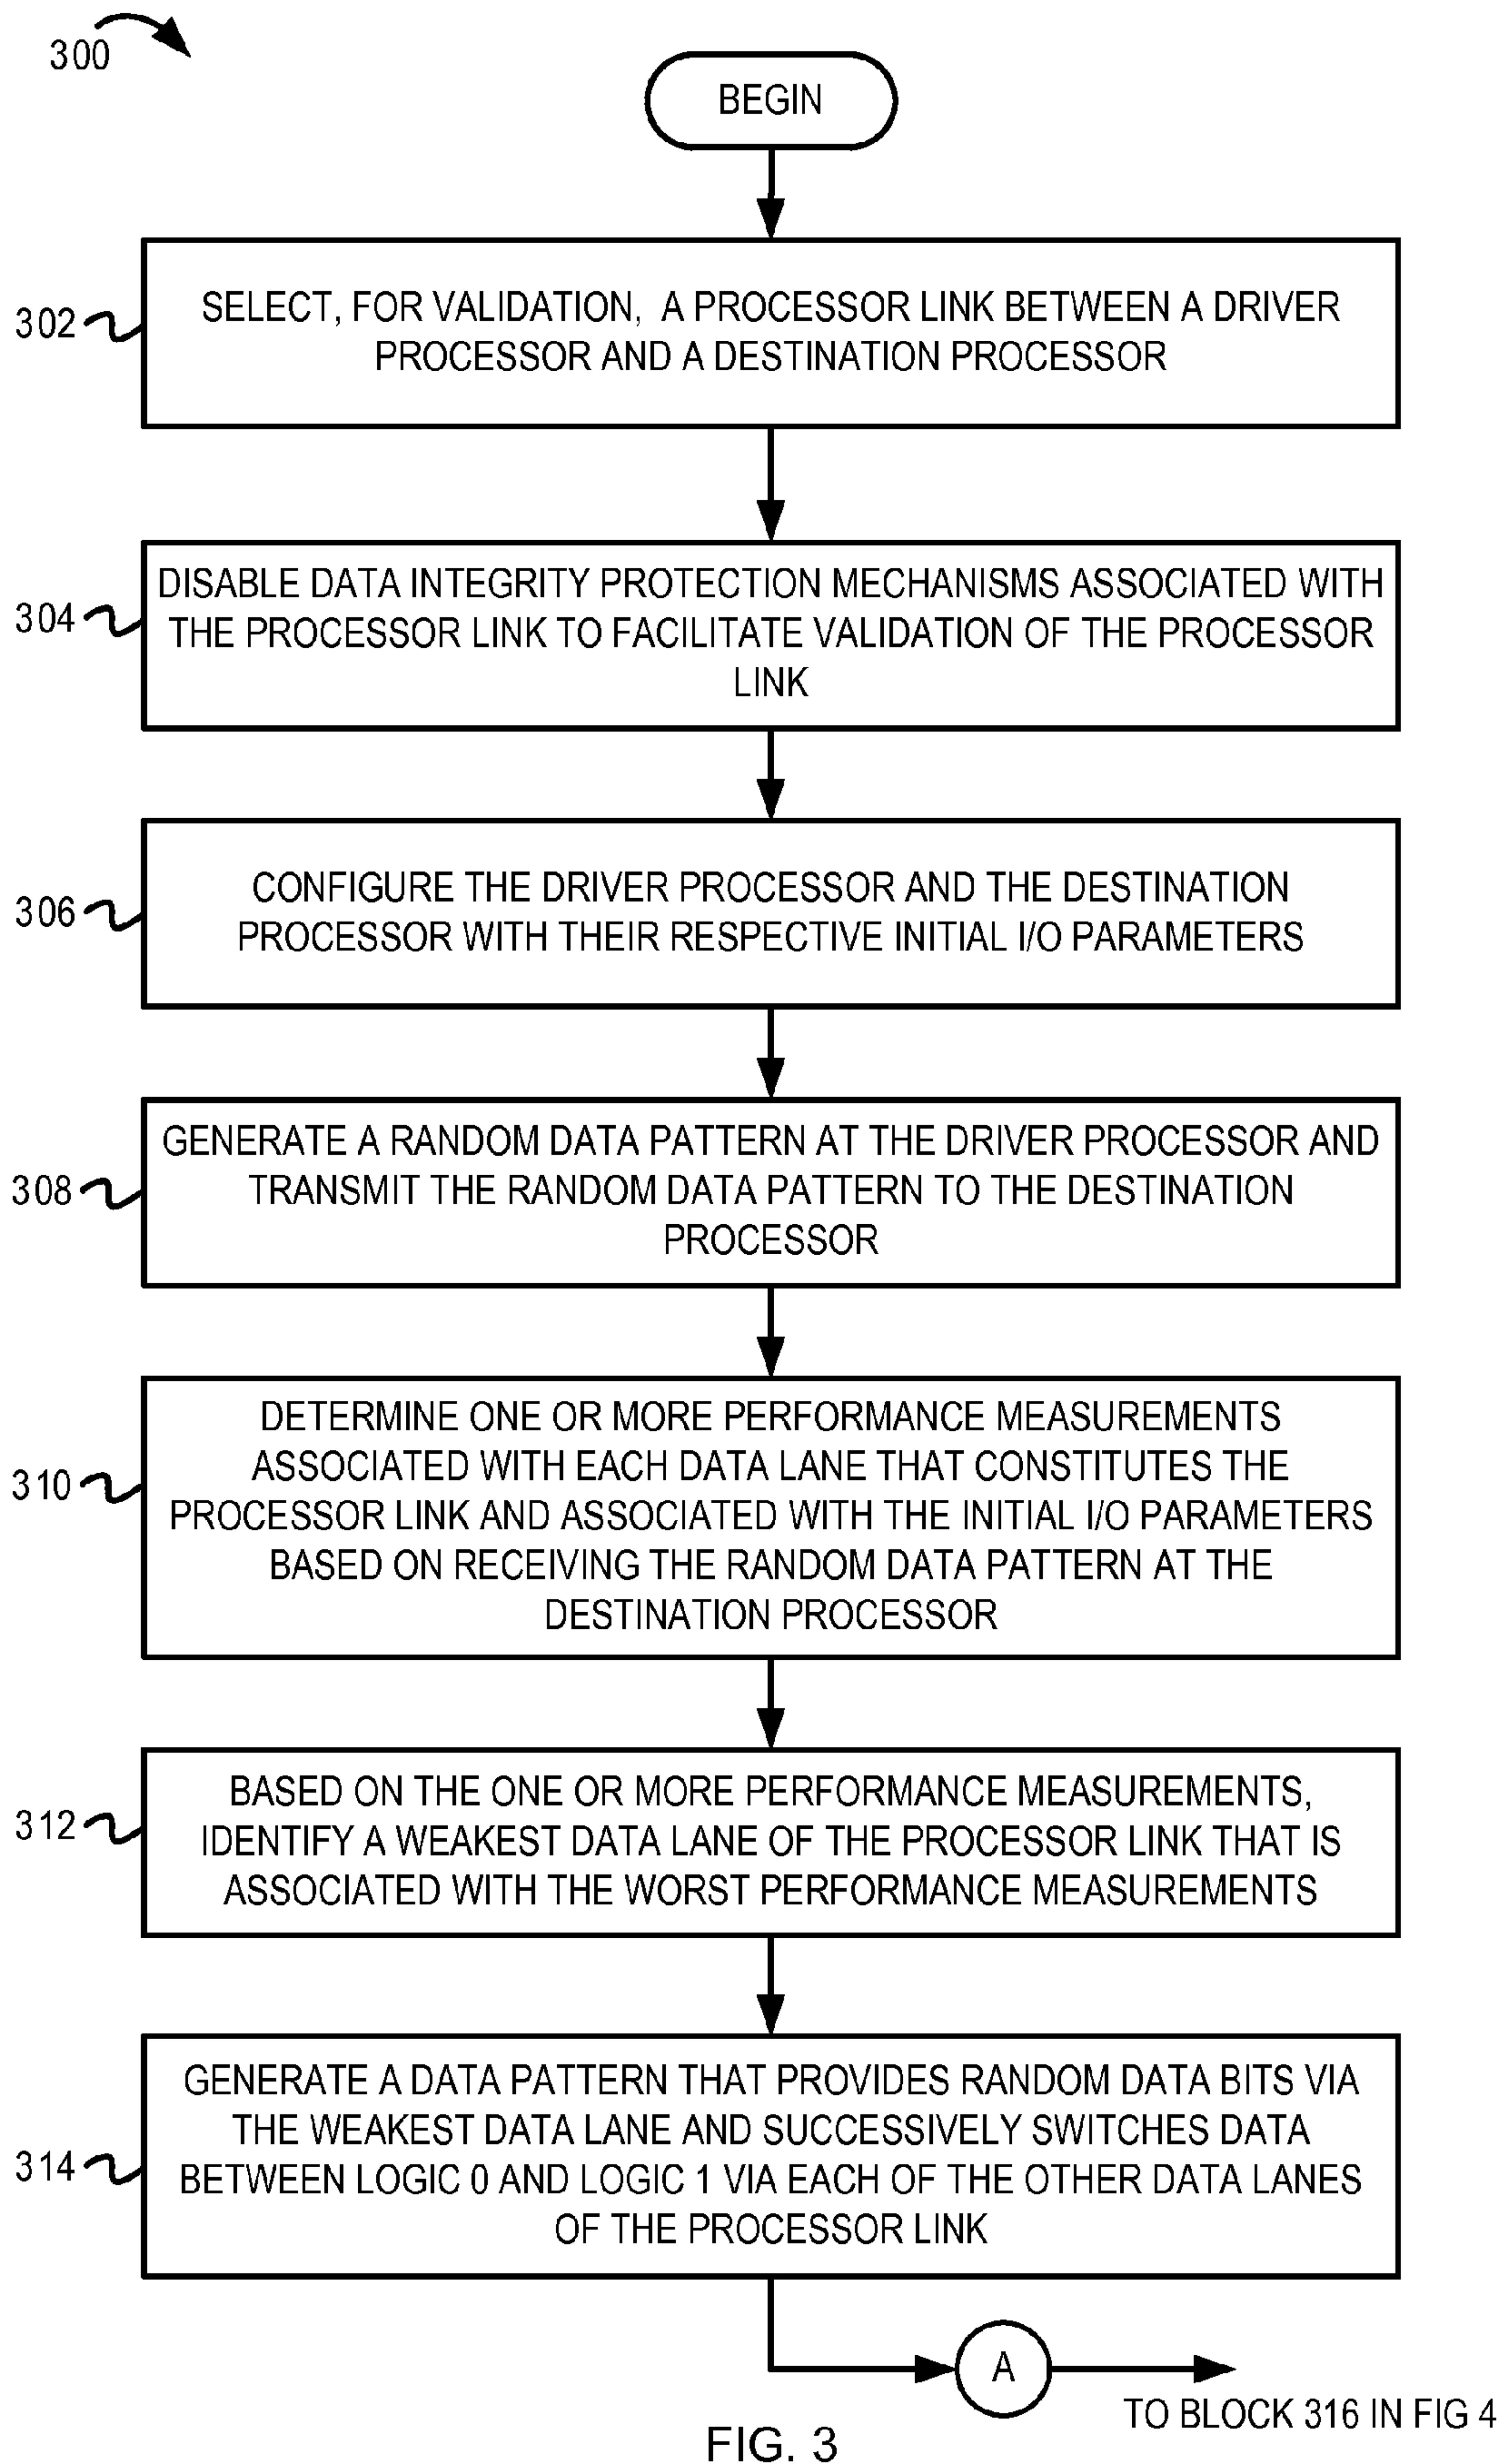 300
BEGIN
302
SELECT, FOR VALIDATION, A PROCESSOR LINK BETWEEN A DRIVER
PROCESSOR AND A DESTINATION PROCESSOR
304
DISABLE DATA INTEGRITY PROTECTION MECHANISMS ASSOCIATED WITH
THE PROCESSOR LINK TO FACILITATE VALIDATION OF THE PROCESSOR
LINK
306
CONFIGURE THE DRIVER PROCESSOR AND THE DESTINATION
PROCESSOR WITH THEIR RESPECTIVE INITIAL I/O PARAMETERS
308
GENERATE A RANDOM DATA PATTERN AT THE DRIVER PROCESSOR AND
TRANSMIT THE RANDOM DATA PATTERN TO THE DESTINATION
PROCESSOR
310
DETERMINE ONE OR MORE PERFORMANCE MEASUREMENTS
ASSOCIATED WITH EACH DATA LANE THAT CONSTITUTES THE
PROCESSOR LINK AND ASSOCIATED WITH THE INITIAL I/O PARAMETERS
BASED ON RECEIVING THE RANDOM DATA PATTERN AT THE
DESTINATION PROCESSOR
312
BASED ON THE ONE OR MORE PERFORMANCE MEASUREMENTS,
IDENTIFY A WEAKEST DATA LANE OF THE PROCESSOR LINK THAT IS
ASSOCIATED WITH THE WORST PERFORMANCE MEASUREMENTS
314
GENERATE A DATA PATTERN THAT PROVIDES RANDOM DATA BITS VIA
THE WEAKEST DATA LANE AND SUCCESSIVELY SWITCHES DATA
BETWEEN LOGIC 0 AND LOGIC 1 VIA EACH OF THE OTHER DATA LANES
OF THE PROCESSOR LINK
A
TO BLOCK 316 IN FIG 4
FIG. 3